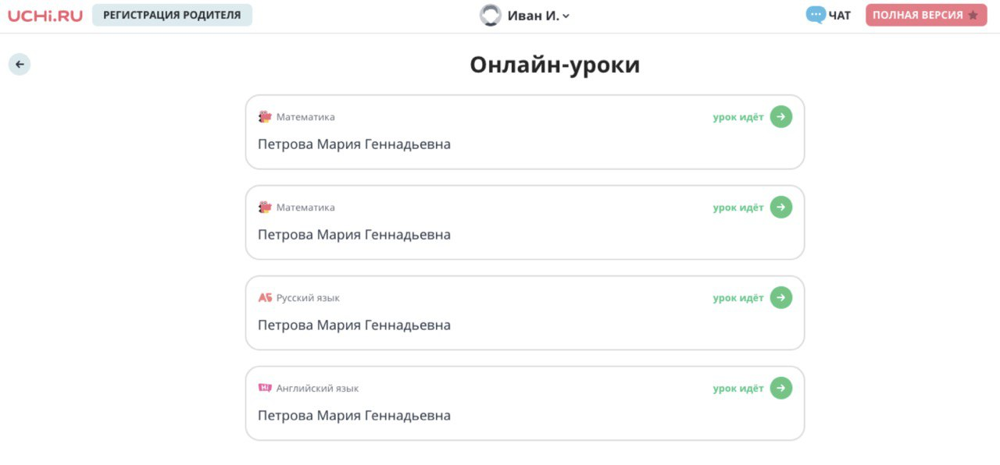 UCHi.RU РЕГИСТРАЦИЯ РОДИТЕЛЯ Иван И. ЧАТ ПОЛНАЯ ВЕРСИЯ
Онлайн-уроки
Математика урок идёт
Петрова Мария Геннадьевна
Математика урок идёт
Петрова Мария Геннадьевна
АБ Русский язык урок идёт
Петрова Мария Геннадьевна
Hi Английский язык урок идёт
Петрова Мария Геннадьевна